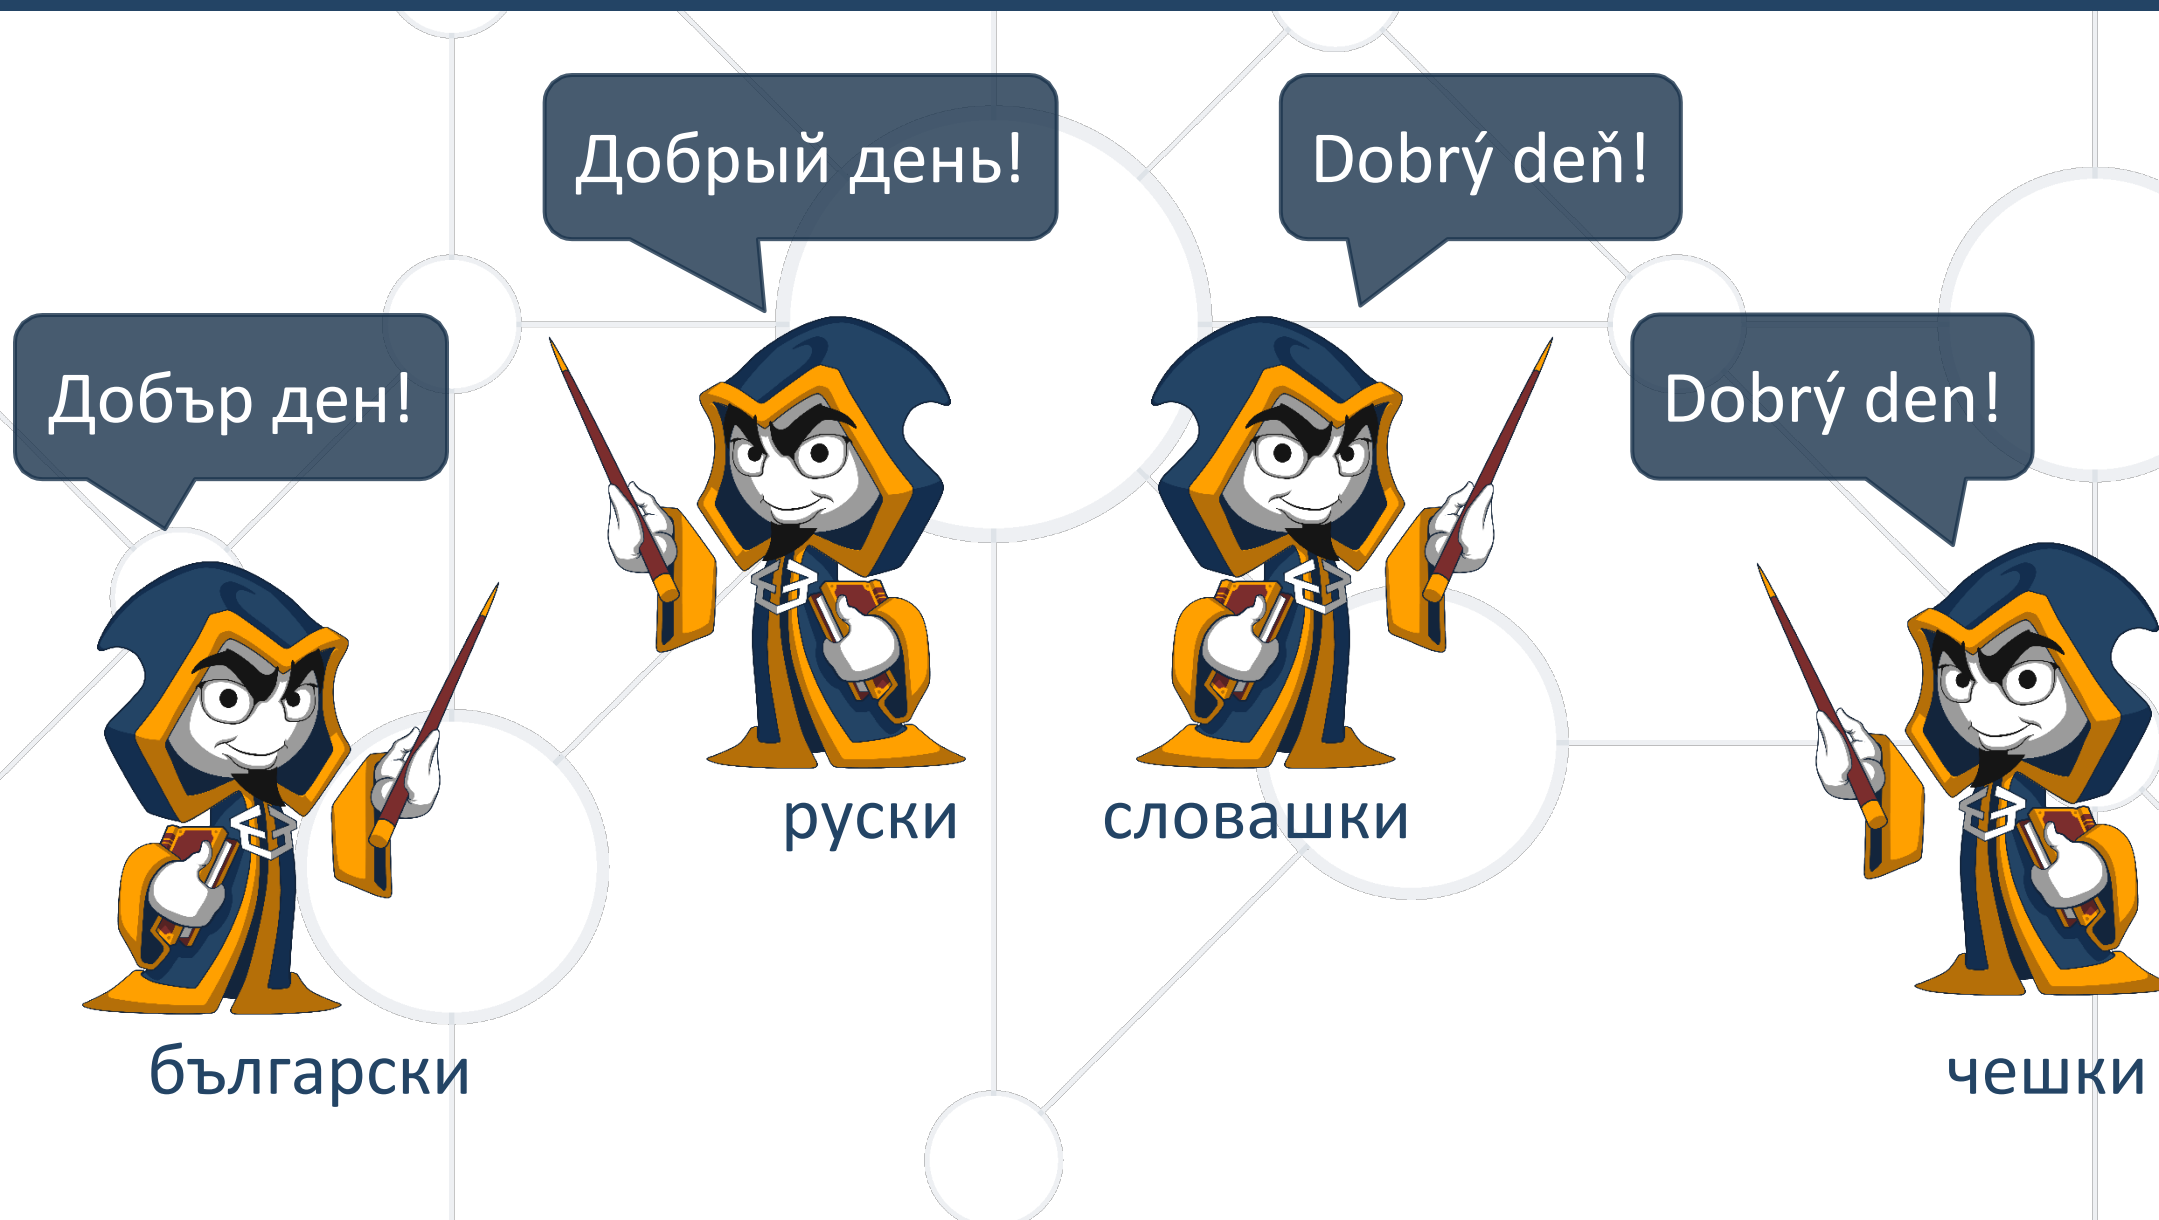 Добър ден!
български
Добрый день!
руски
Dobrý deň!
словашки
Dobrý den!
чешки